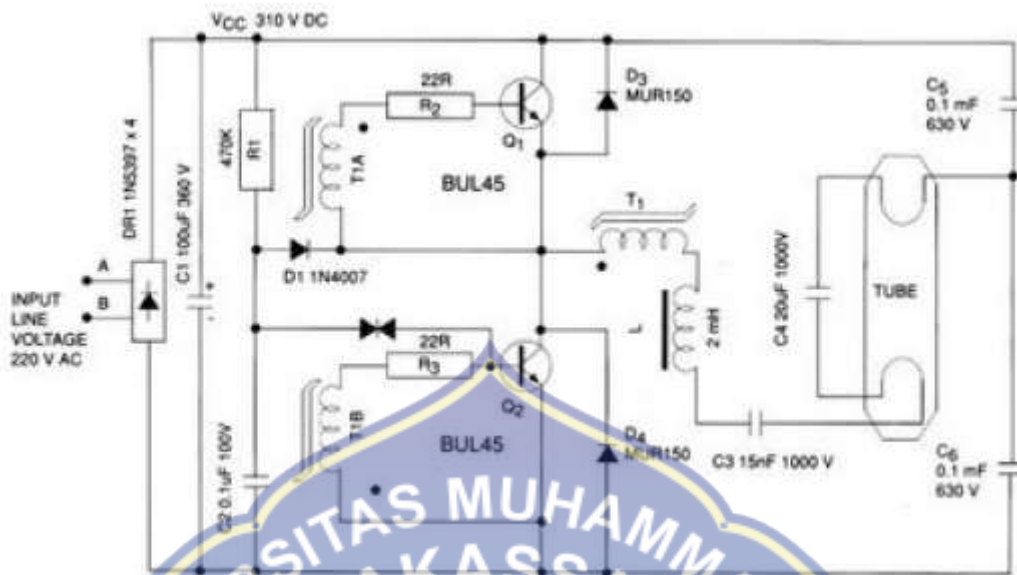 VCC 310 V DC
DR1 1N5397 x 4
C1 100uF 360 V
470K
R1
22R
R2
T1A
Q1
BUL45
D3
MUR150
C5
0.1 mF
630 V
T1
D1 1N4007
A
B
INPUT
LINE
VOLTAGE
220 V AC
+
-
L
2 mH
C4 20uF 1000V
TUBE
22R
R3
T1B
Q2
BUL45
D4
MUR150
C2 0.1uF 100V
C3 15nF 1000 V
C6
0.1 mF
630 V
SITAS MUHAMM
AKASS